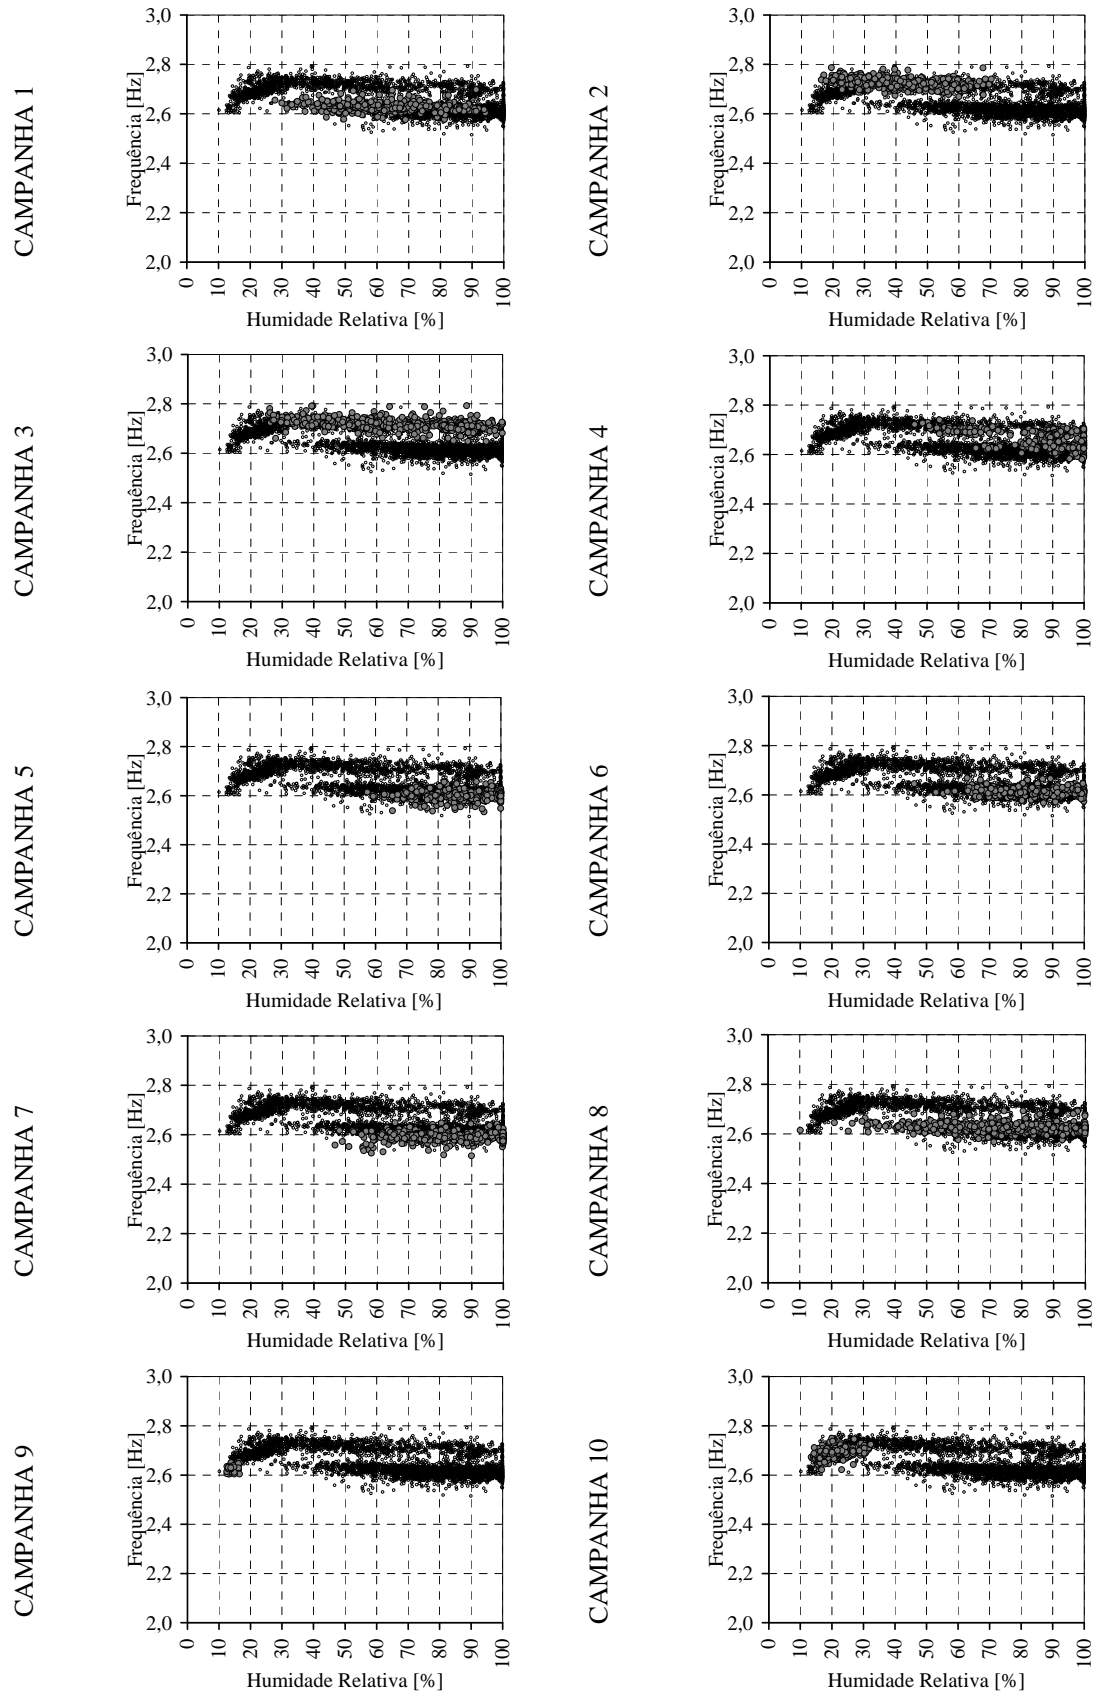 CAMPANHA 1
Frequência [Hz]
3,0
2,8
2,6
2,4
2,2
2,0
0 10 20 30 40 50 60 70 80 90 100
Humidade Relativa [%]
CAMPANHA 2
Frequência [Hz]
3,0
2,8
2,6
2,4
2,2
2,0
0 10 20 30 40 50 60 70 80 90 100
Humidade Relativa [%]
CAMPANHA 3
Frequência [Hz]
3,0
2,8
2,6
2,4
2,2
2,0
0 10 20 30 40 50 60 70 80 90 100
Humidade Relativa [%]
CAMPANHA 4
Frequência [Hz]
3,0
2,8
2,6
2,4
2,2
2,0
0 10 20 30 40 50 60 70 80 90 100
Humidade Relativa [%]
CAMPANHA 5
Frequência [Hz]
3,0
2,8
2,6
2,4
2,2
2,0
0 10 20 30 40 50 60 70 80 90 100
Humidade Relativa [%]
CAMPANHA 6
Frequência [Hz]
3,0
2,8
2,6
2,4
2,2
2,0
0 10 20 30 40 50 60 70 80 90 100
Humidade Relativa [%]
CAMPANHA 7
Frequência [Hz]
3,0
2,8
2,6
2,4
2,2
2,0
0 10 20 30 40 50 60 70 80 90 100
Humidade Relativa [%]
CAMPANHA 8
Frequência [Hz]
3,0
2,8
2,6
2,4
2,2
2,0
0 10 20 30 40 50 60 70 80 90 100
Humidade Relativa [%]
CAMPANHA 9
Frequência [Hz]
3,0
2,8
2,6
2,4
2,2
2,0
0 10 20 30 40 50 60 70 80 90 100
Humidade Relativa [%]
CAMPANHA 10
Frequência [Hz]
3,0
2,8
2,6
2,4
2,2
2,0
0 10 20 30 40 50 60 70 80 90 100
Humidade Relativa [%]